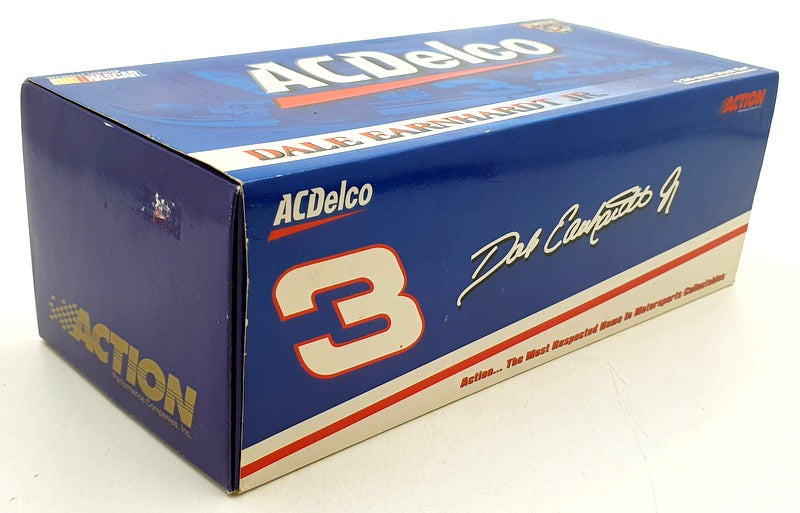 NASCAR
ACDelco
DALE EARNHARDT JR
ACTION
ACDelco
Dale Earnhardt Jr
3
Action... The Most Respected Name in Motorsports Collectables
ACTION
Performance Companies, Inc.